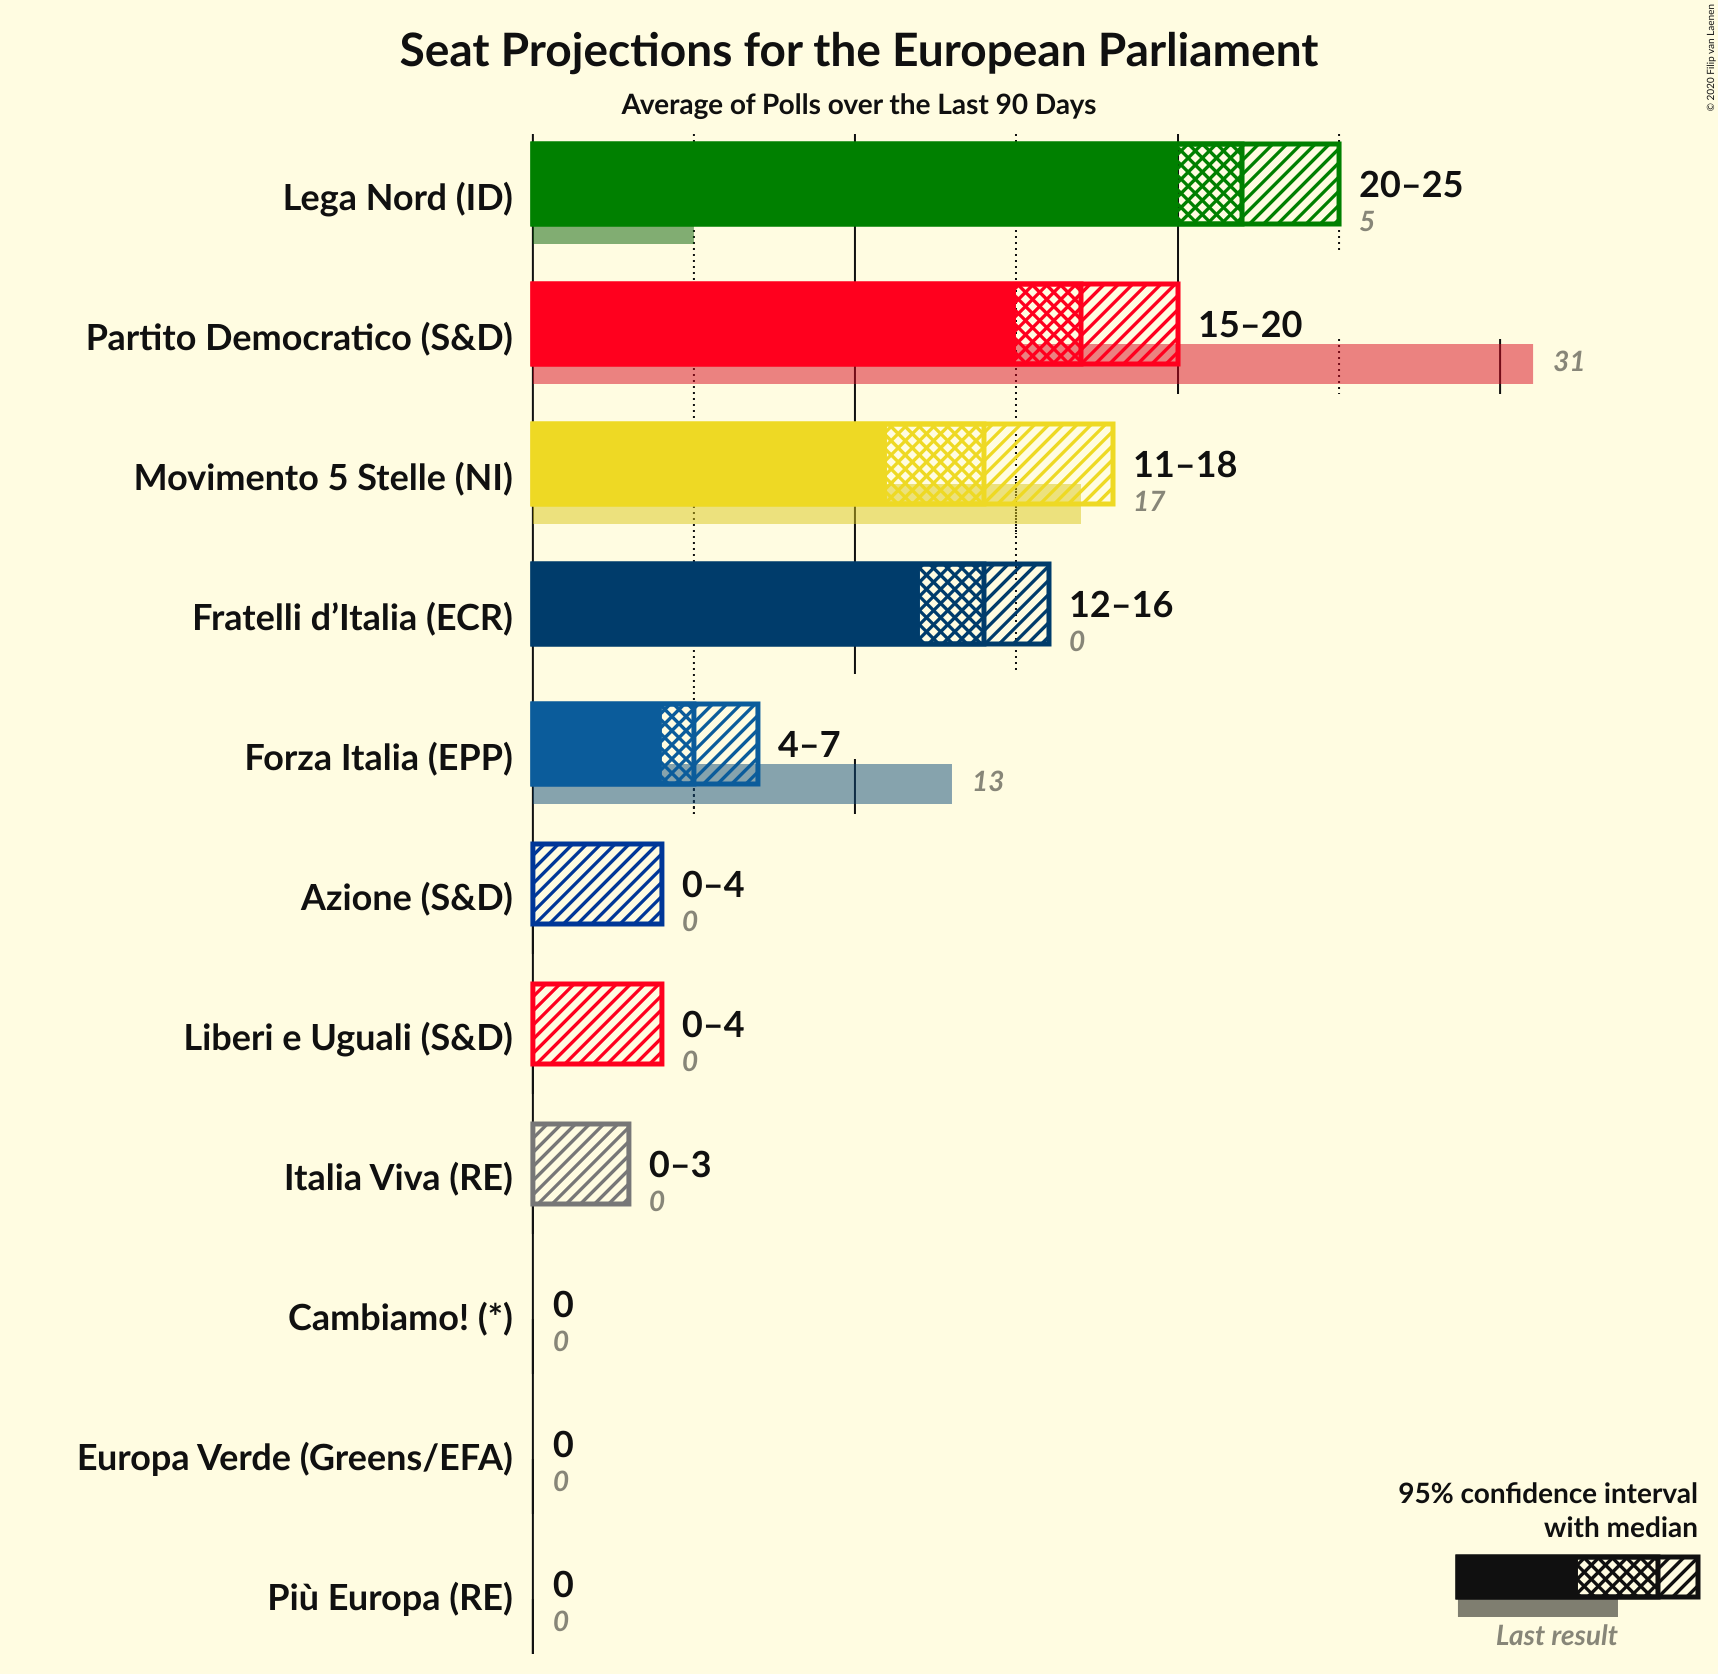 Seat Projections for the European Parliament
Average of Polls over the Last 90 Days
© 2020 Filip van Laenen
Lega Nord (ID)
20–25
5
Partito Democratico (S&D)
15–20
31
Movimento 5 Stelle (NI)
11–18
17
Fratelli d’Italia (ECR)
12–16
0
Forza Italia (EPP)
4–7
13
Azione (S&D)
0–4
0
Liberi e Uguali (S&D)
0–4
0
Italia Viva (RE)
0–3
0
Cambiamo! (*)
0
0
Europa Verde (Greens/EFA)
0
0
Più Europa (RE)
0
0
95% confidence interval
with median
Last result